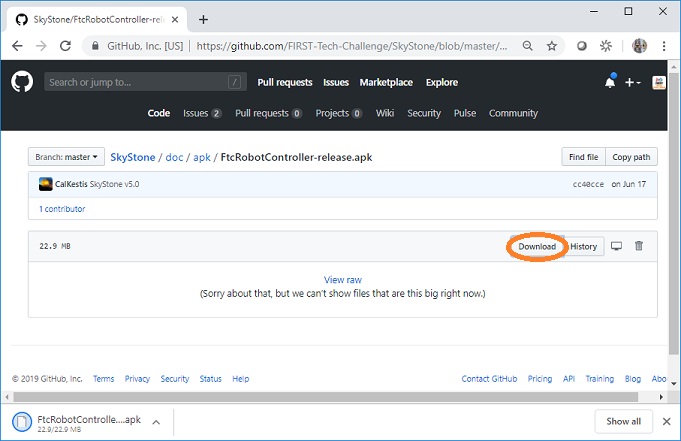 SkyStone/FtcRobotController-rele
GitHub, Inc. [US] | https://github.com/FIRST-Tech-Challenge/SkyStone/blob/master/
Search or jump to... / Pull requests Issues Marketplace Explore
Code Issues 2 Pull requests 0 Projects 0 Wiki Security Pulse Community
Branch: master SkyStone / doc / apk / FtcRobotController-release.apk Find file Copy path
CalKestis SkyStone v5.0 cc40cce on Jun 17
1 contributor
22.9 MB Download History
View raw
(Sorry about that, but we can't show files that are this big right now.)
© 2019 GitHub, Inc. Terms Privacy Security Status Help Contact GitHub Pricing API Training Blog Abo
FtcRobotControlle....apk Show all
22.9/22.9 MB